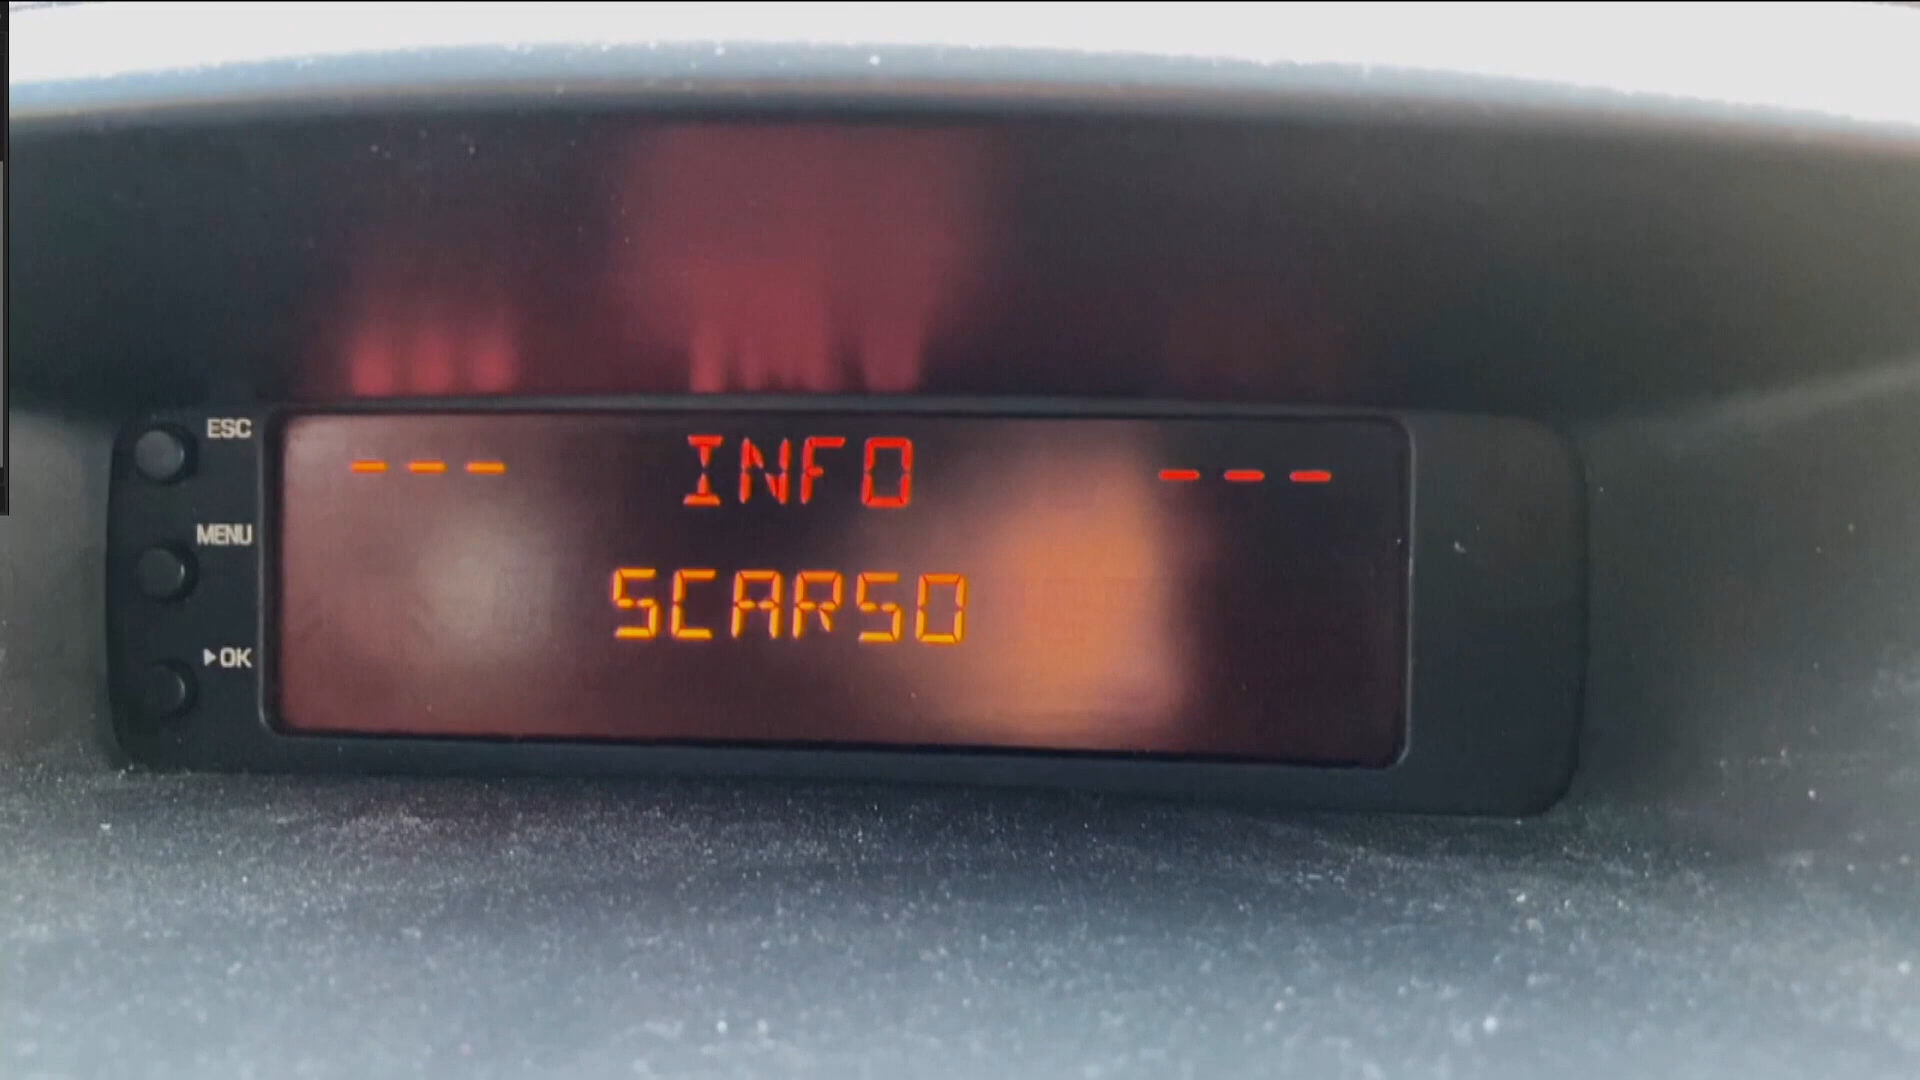 ESC
--- INFO ---
MENU
SCARSO
▶OK